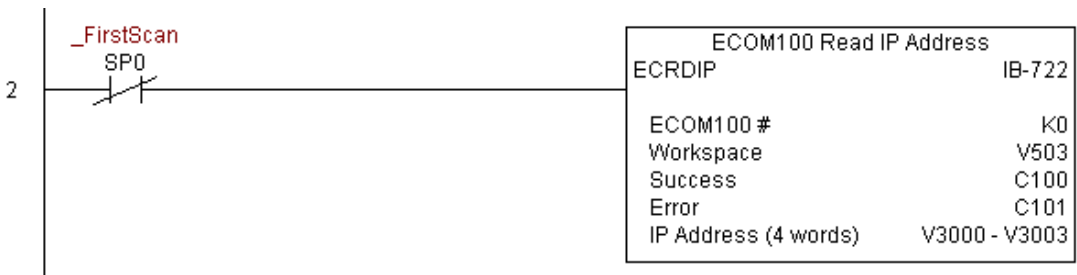 _FirstScan
SP0
2
ECOM100 Read IP Address
ECRDIP IB-722
ECOM100 # K0
Workspace V503
Success C100
Error C101
IP Address (4 words) V3000 - V3003